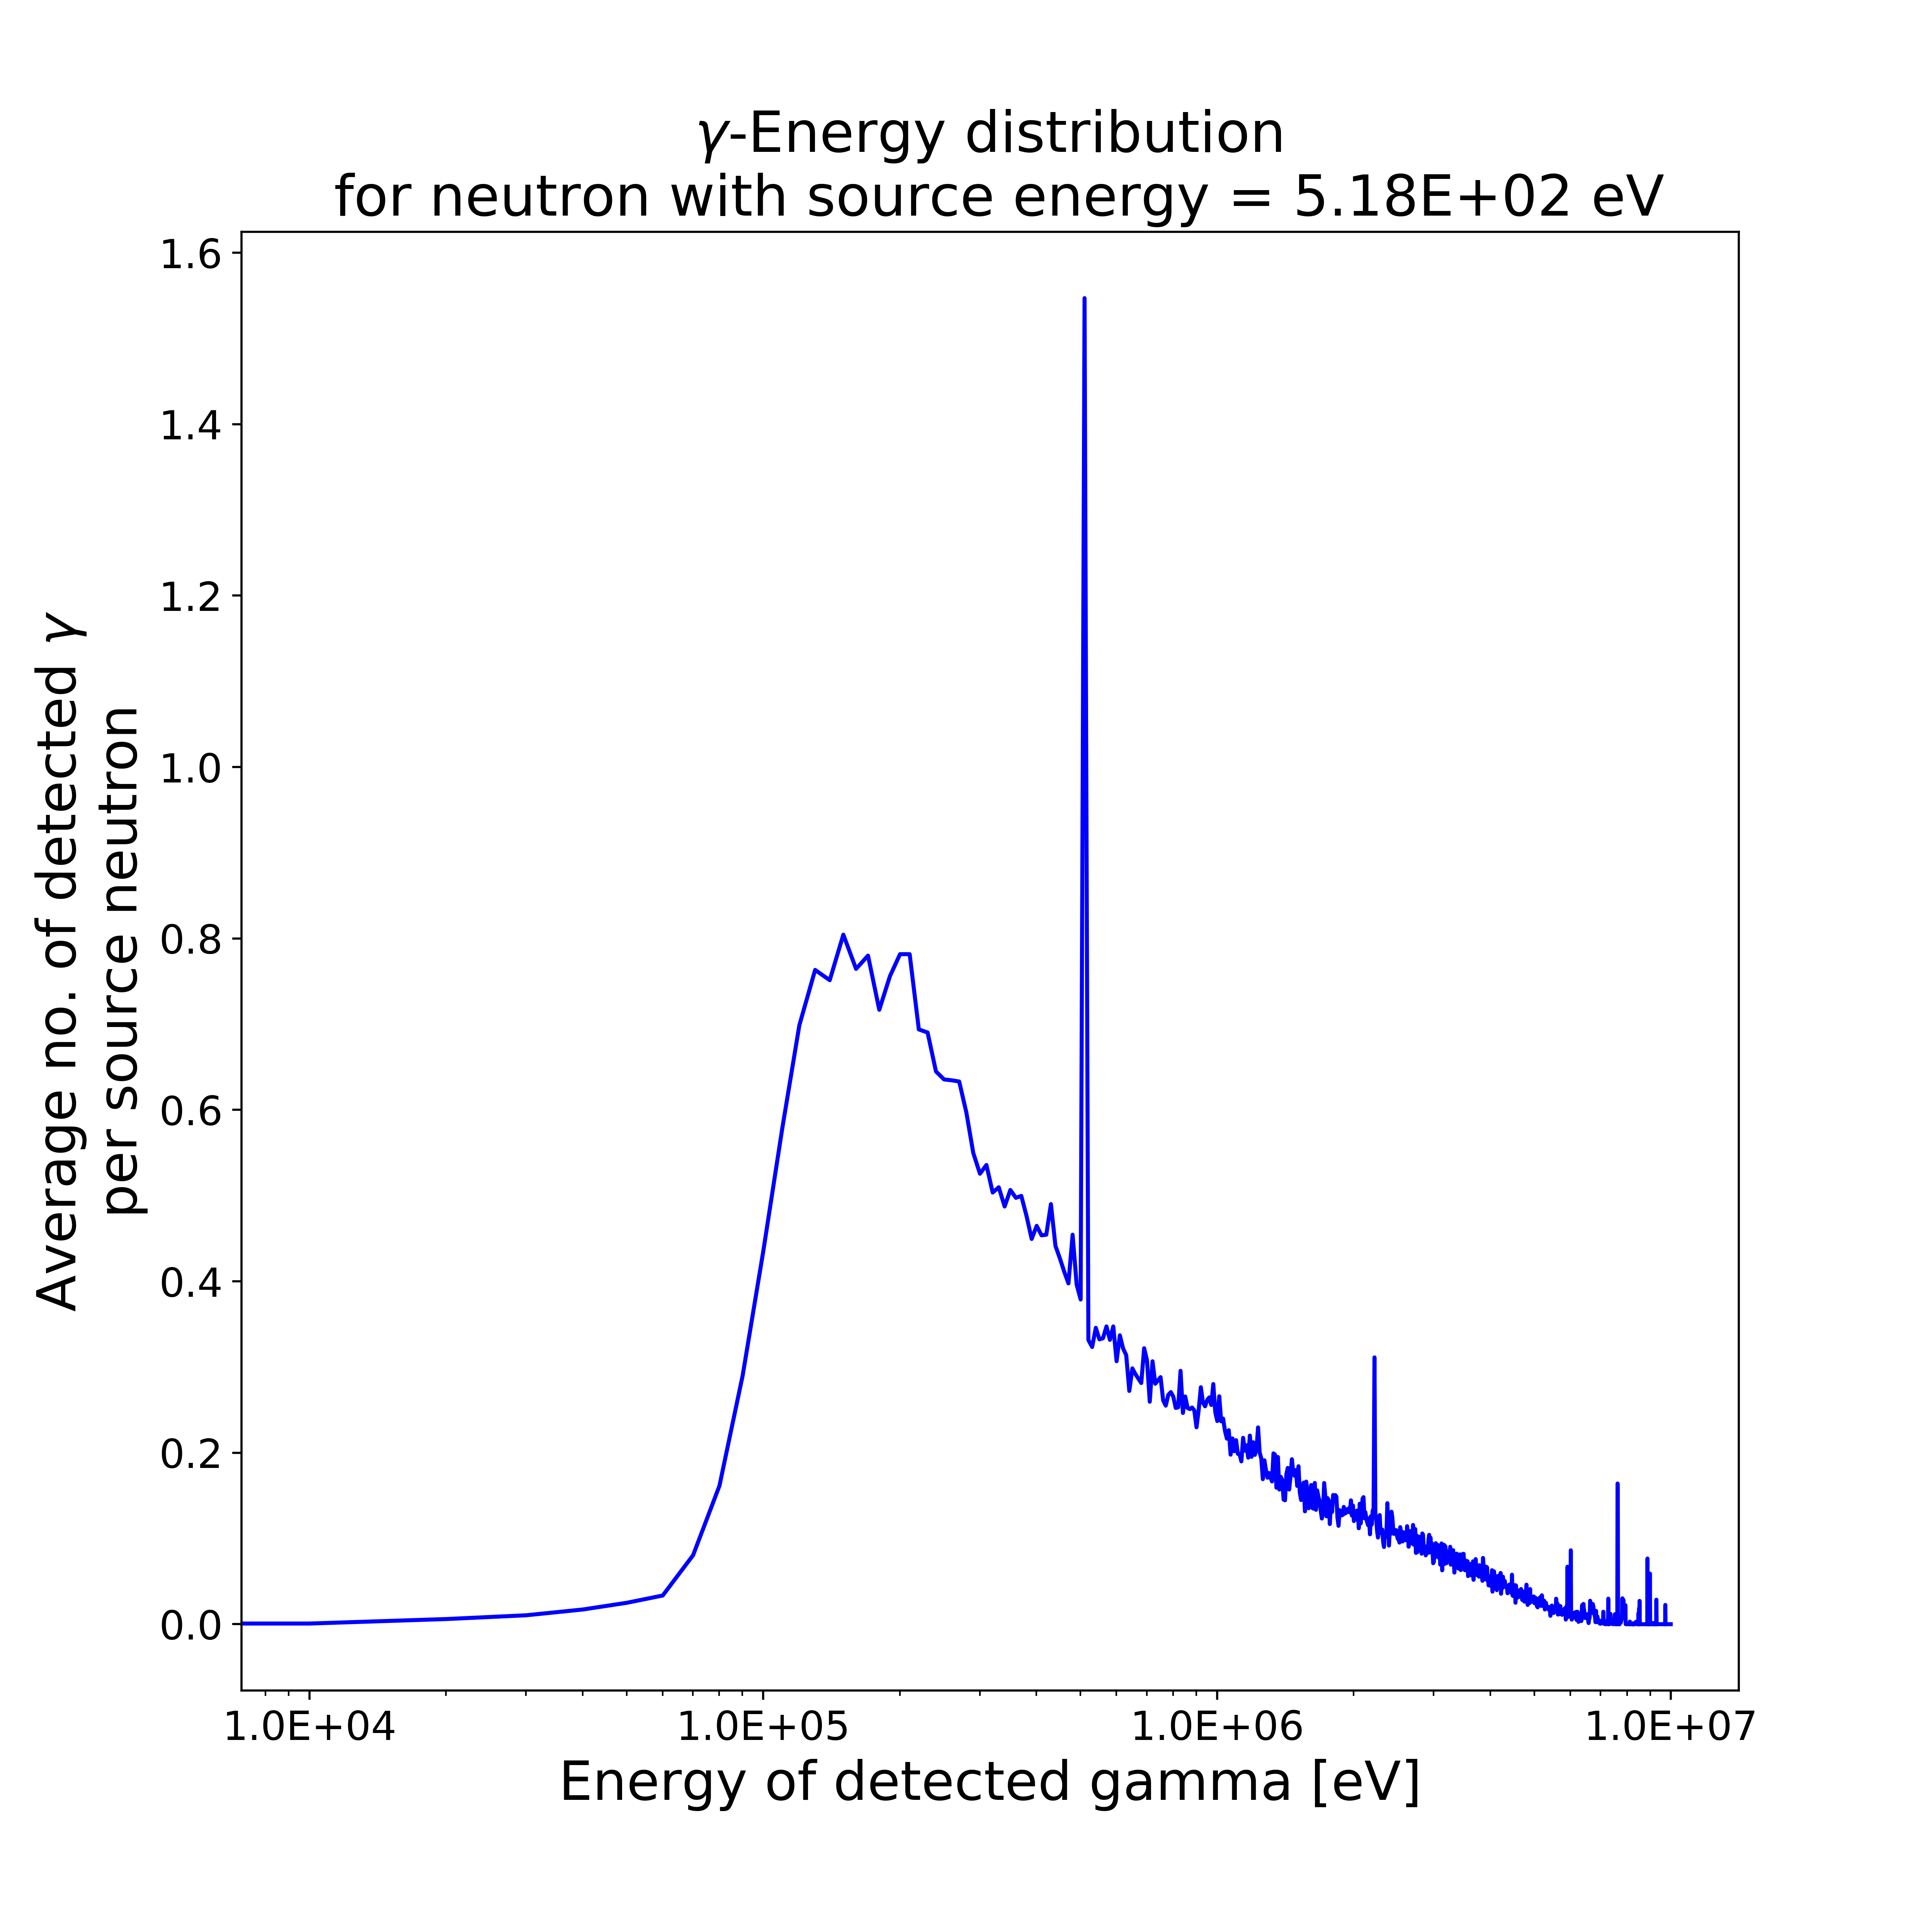 γ-Energy distribution
for neutron with source energy = 5.18E+02 eV
Average no. of detected γ
per source neutron
1.6
1.4
1.2
1.0
0.8
0.6
0.4
0.2
0.0
1.0E+04 1.0E+05 1.0E+06 1.0E+07
Energy of detected gamma [eV]